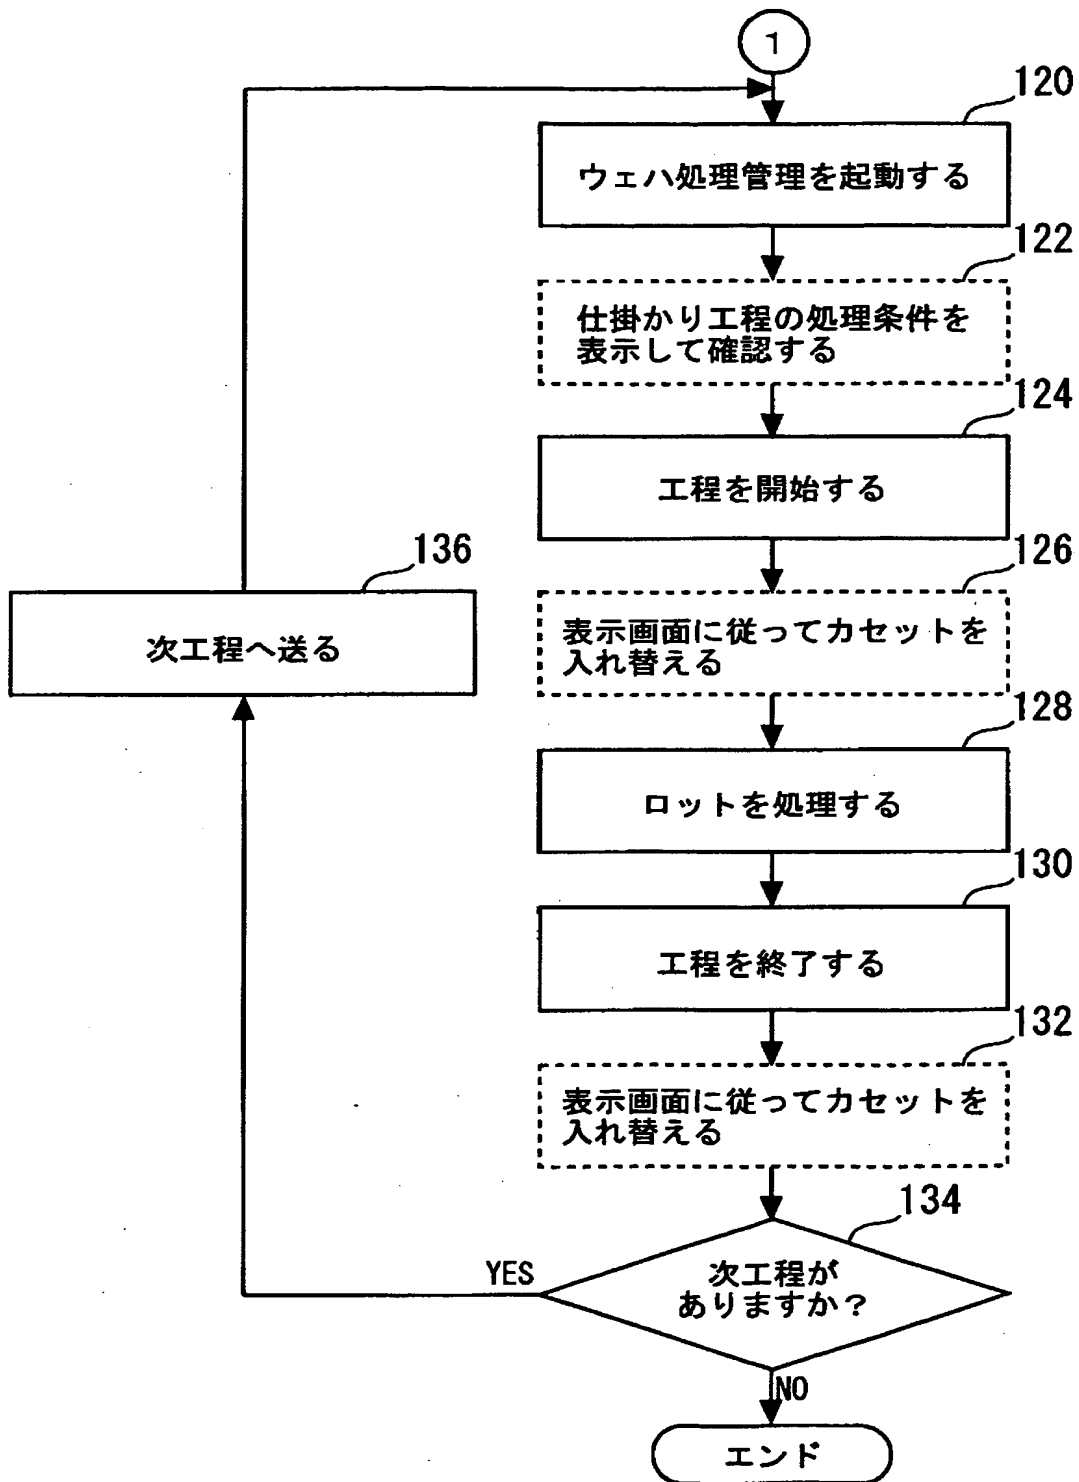 1
120
ウェハ処理管理を起動する
122
仕掛かり工程の処理条件を
表示して確認する
124
工程を開始する
126
表示画面に従ってカセットを
入れ替える
128
ロットを処理する
130
工程を終了する
132
表示画面に従ってカセットを
入れ替える
134
次工程が
ありますか?
YES
136
次工程へ送る
NO
エンド